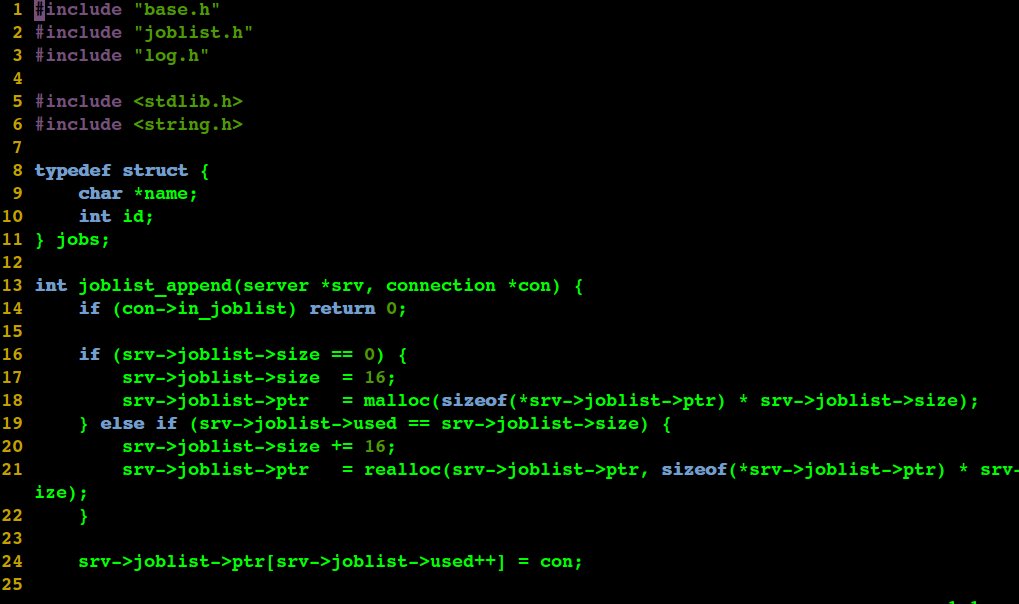 1 #include "base.h"
2 #include "joblist.h"
3 #include "log.h"
4
5 #include <stdlib.h>
6 #include <string.h>
7
8 typedef struct {
9     char *name;
10     int id;
11 } jobs;
12
13 int joblist_append(server *srv, connection *con) {
14     if (con->in_joblist) return 0;
15
16     if (srv->joblist->size == 0) {
17         srv->joblist->size  = 16;
18         srv->joblist->ptr   = malloc(sizeof(*srv->joblist->ptr) * srv->joblist->size);
19     } else if (srv->joblist->used == srv->joblist->size) {
20         srv->joblist->size += 16;
21         srv->joblist->ptr   = realloc(srv->joblist->ptr, sizeof(*srv->joblist->ptr) * srv-
ize);
22     }
23
24     srv->joblist->ptr[srv->joblist->used++] = con;
25